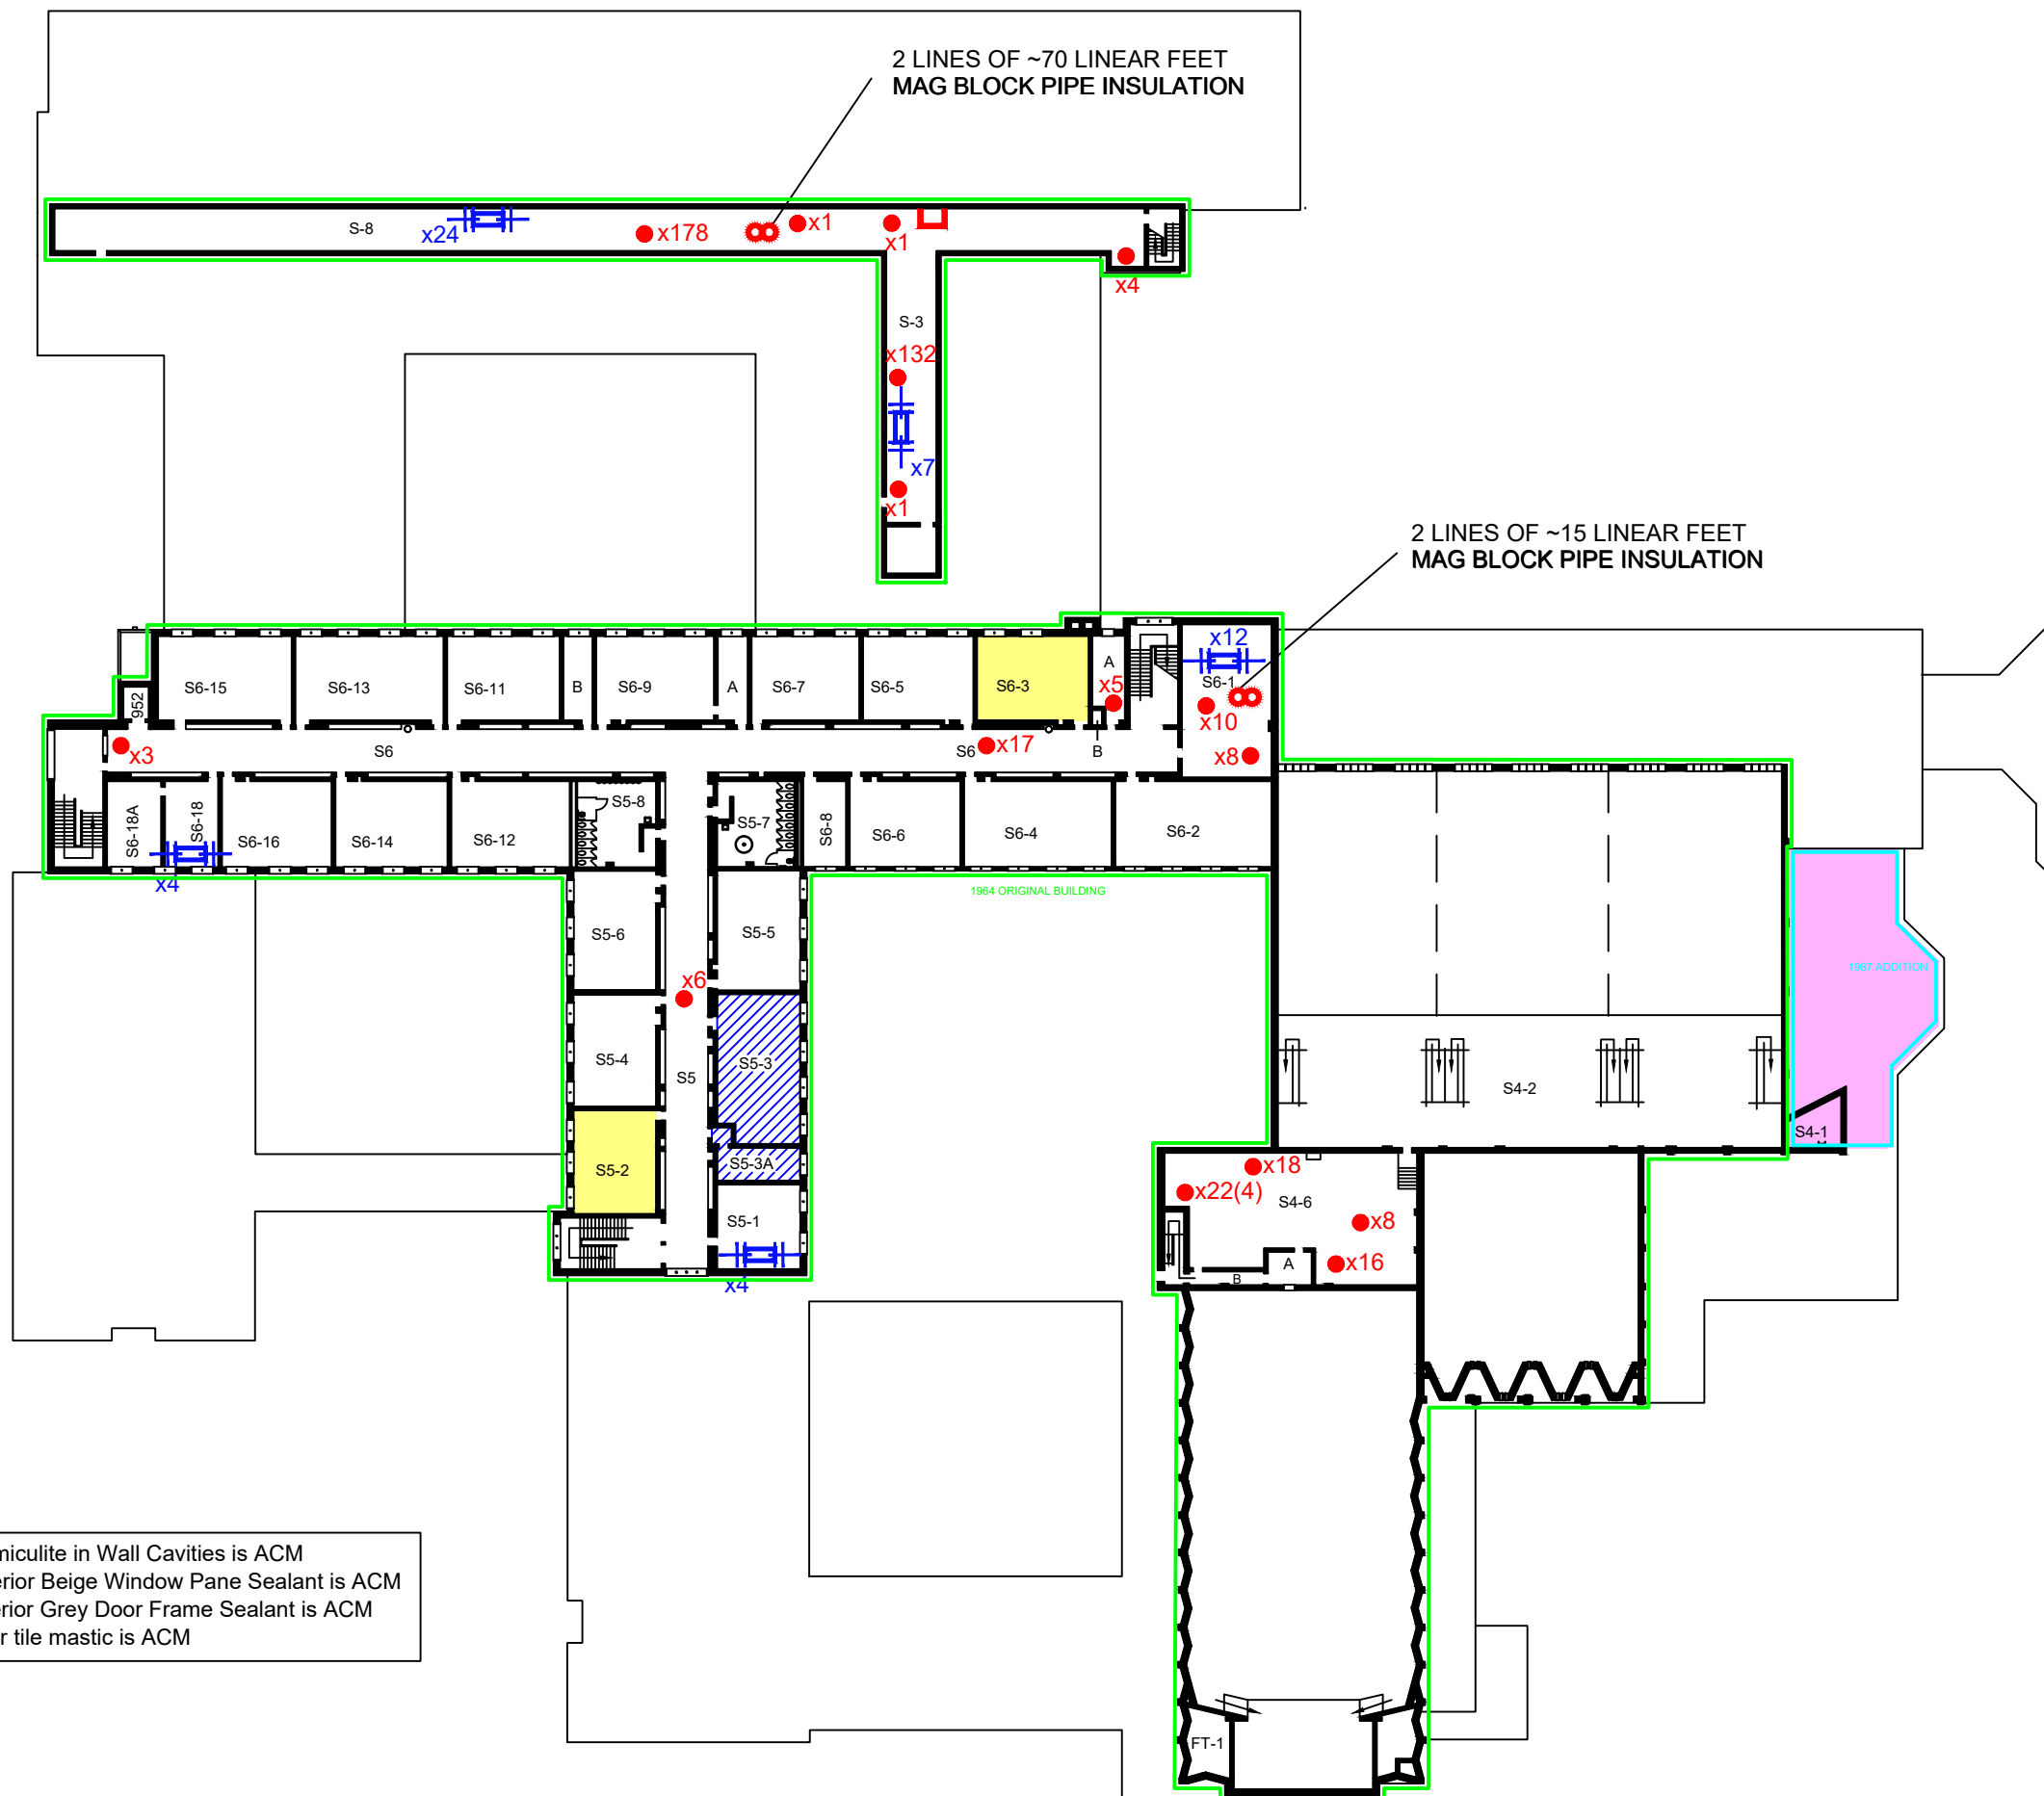 2 LINES OF ~70 LINEAR FEET
MAG BLOCK PIPE INSULATION
S-8
x24
x178
x1
x1
x4
S-3
x132
x7
x1
2 LINES OF ~15 LINEAR FEET
MAG BLOCK PIPE INSULATION
S6-15
S6-13
S6-11
B
S6-9
A
S6-7
S6-5
S6-3
A
x5
x12
S6-1
x10
x8
952
x3
S6
S6
x17
B
S6-18A
S6-18
x4
S6-16
S6-14
S6-12
S5-8
S5-7
S6-8
S6-6
S6-4
S6-2
1964 ORIGINAL BUILDING
S5-6
S5-5
x6
1987 ADDITION
S5-4
S5
S5-3
S4-2
S4-1
S5-2
S5-3A
x18
x22(4)
S4-6
S5-1
x8
x4
x16
A
B
miculite in Wall Cavities is ACM
erior Beige Window Pane Sealant is ACM
erior Grey Door Frame Sealant is ACM
r tile mastic is ACM
FT-1